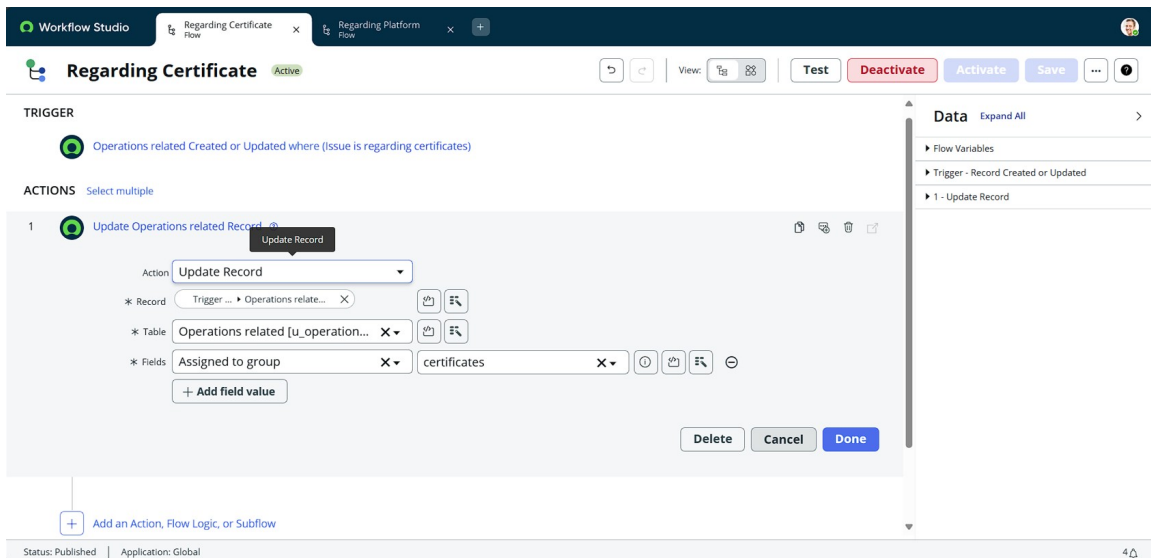 Workflow Studio
Regarding Certificate
Flow
Regarding Platform
Flow
Regarding Certificate Active
View: Test Deactivate Activate Save
TRIGGER
Operations related Created or Updated where (Issue is regarding certificates)
ACTIONS Select multiple
1 Update Operations related Record
Update Record
Action Update Record
* Record Trigger ... ▸ Operations relate...
* Table Operations related [u_operation...
* Fields Assigned to group certificates
+ Add field value
Delete Cancel Done
+ Add an Action, Flow Logic, or Subflow
Data Expand All
Flow Variables
Trigger - Record Created or Updated
1 - Update Record
Status: Published | Application: Global
4